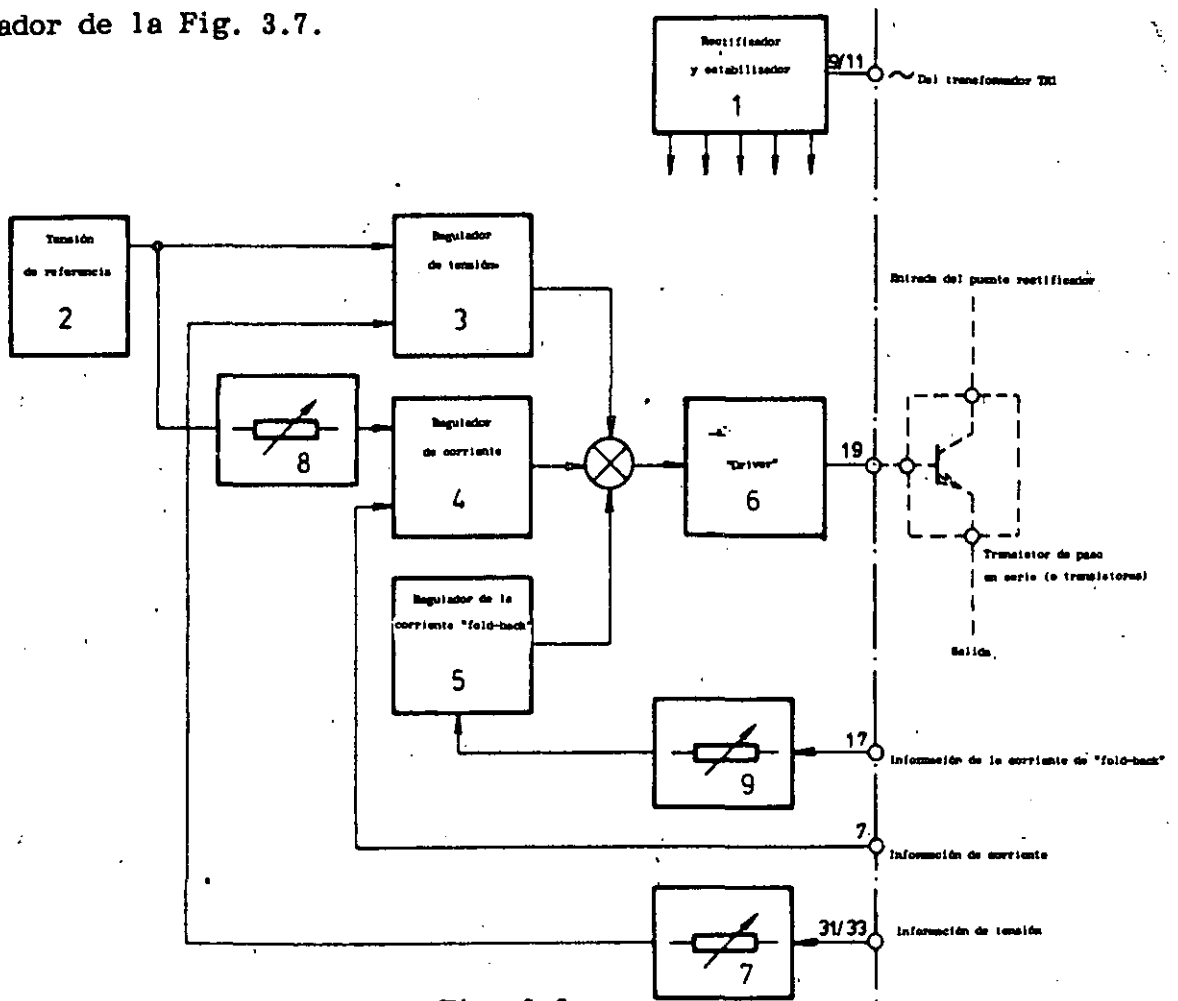 ador de la Fig. 3.7.
Rectificador
y estabilizador
1
9/11
Del transformador TR1
Tensión
de referencia
2
Regulador
de tensión
3
Entrada del puente rectificador
8
Regulador
de corriente
4
"Driver"
6
19
Transistor de paso
en serie (o transistores)
Salida
Regulador de la
corriente "fold-back"
5
9
17
Información de la corriente de "fold-back"
7
Información de corriente
7
31/33
Información de tensión